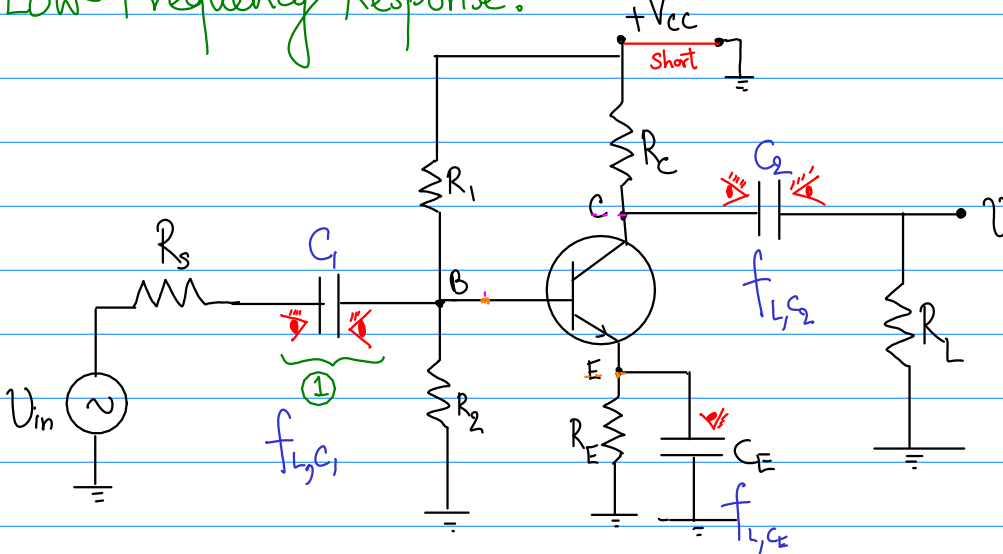 Low-Frequency Response:
+VCC
Short
R1
RC
C2
C
RS
C1
B
fL,C2
RL
E
Vin
1
R2
RE
CE
fL,C1
fL,CE